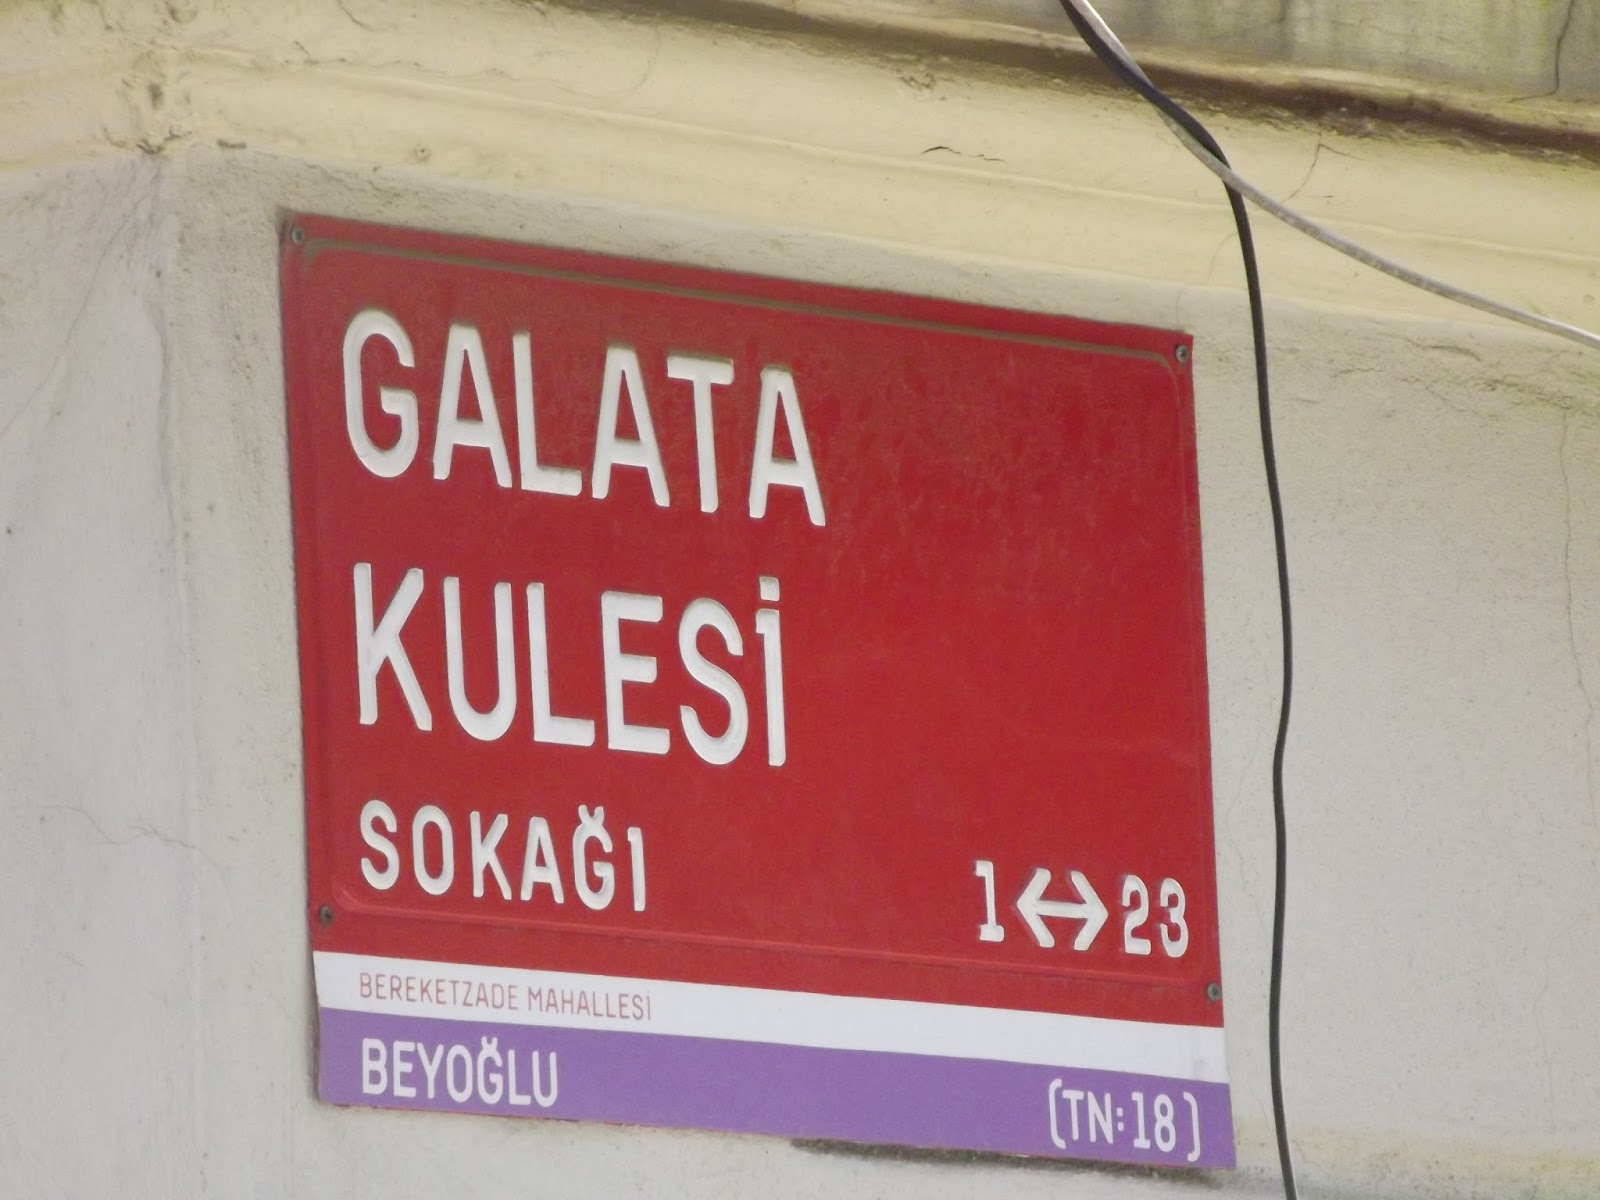 GALATA
KULESİ
SOKAĞI
1↔23
BEREKETZADE MAHALLESİ
BEYOĞLU
(TN:18)